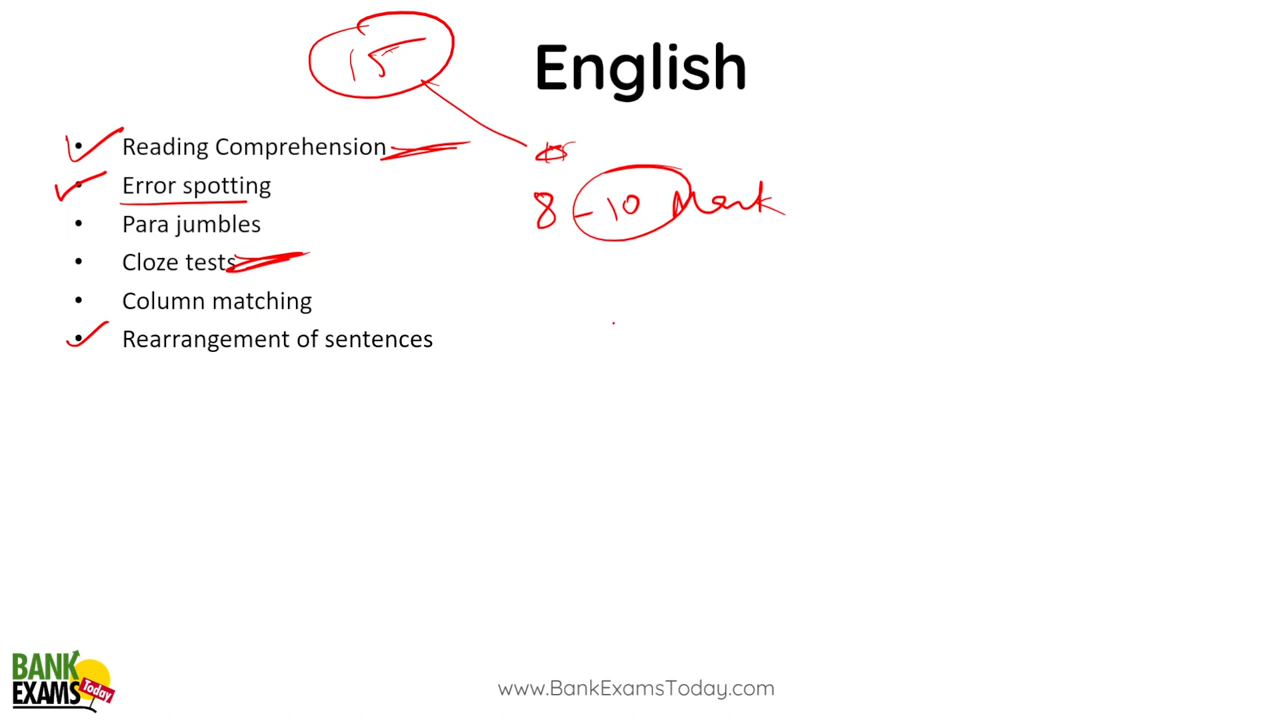 15
English
• Reading Comprehension
• Error spotting
8 - 10 Mark
• Para jumbles
• Cloze tests
• Column matching
• Rearrangement of sentences
BANK
EXAMS Today
www.BankExamsToday.com